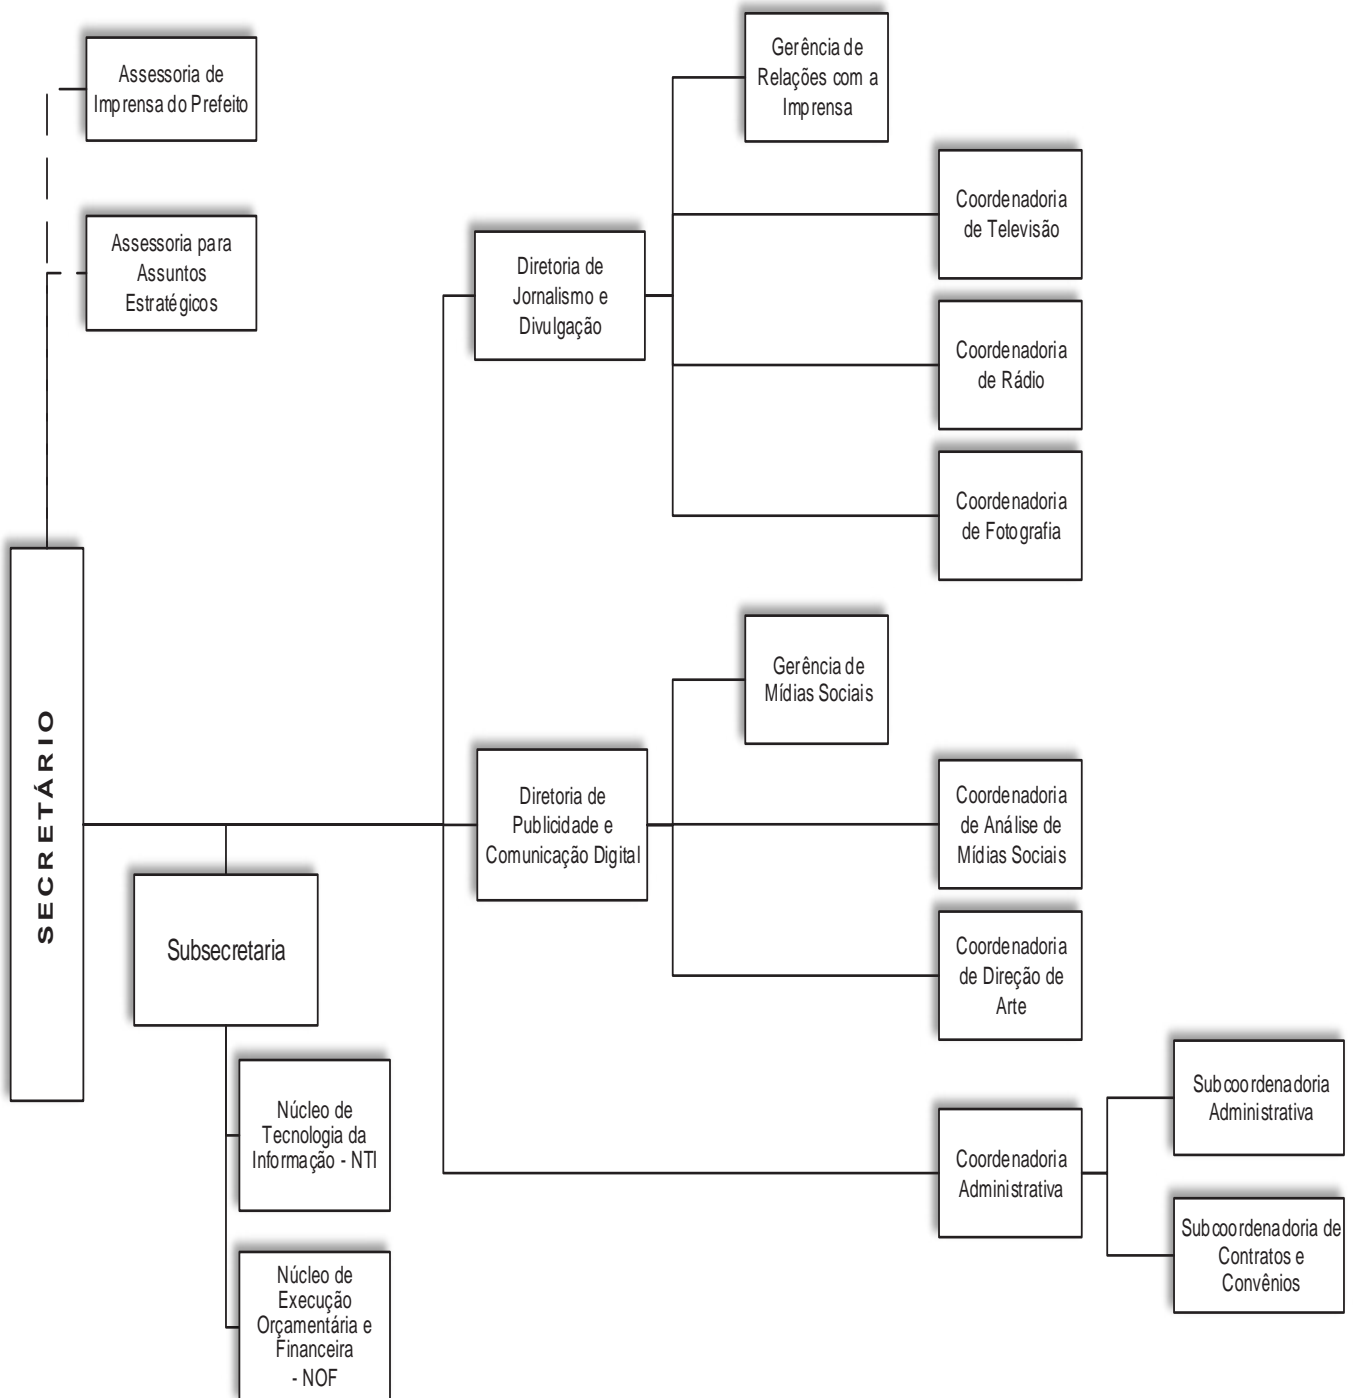 Assessoria de
Imprensa do Prefeito
Assessoria para
Assuntos
Estratégicos
SECRETÁRIO
Subsecretaria
Núcleo de
Tecnologia da
Informação - NTI
Núcleo de
Execução
Orçamentária e
Financeira
- NOF
Diretoria de
Jornalismo e
Divulgação
Gerência de
Relações com a
Imprensa
Coordenadoria
de Televisão
Coordenadoria
de Rádio
Coordenadoria
de Fotografia
Diretoria de
Publicidade e
Comunicação Digital
Gerência de
Mídias Sociais
Coordenadoria
de Análise de
Mídias Sociais
Coordenadoria
de Direção de
Arte
Coordenadoria
Administrativa
Subcoordenadoria
Administrativa
Subcoordenadoria de
Contratos e
Convênios